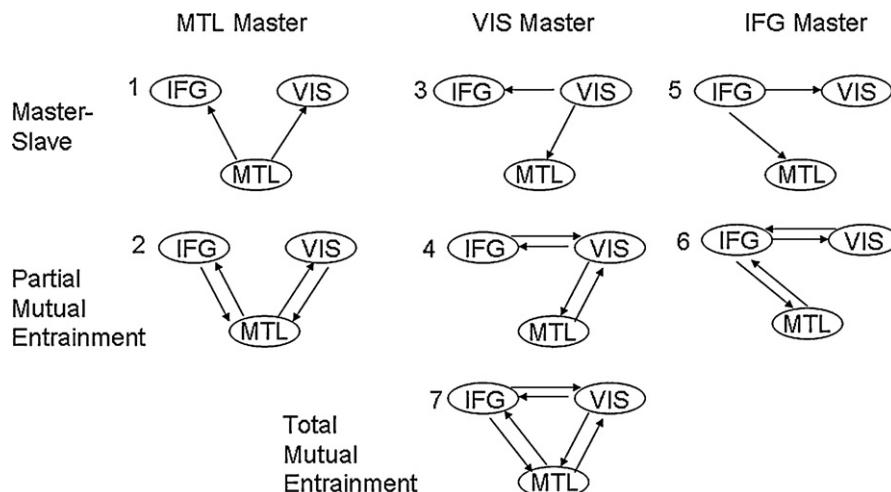 MTL Master VIS Master IFG Master
Master-
Slave
1 IFG VIS
MTL
3 IFG VIS
MTL
5 IFG VIS
MTL
Partial
Mutual
Entrainment
2 IFG VIS
MTL
4 IFG VIS
MTL
6 IFG VIS
MTL
Total
Mutual
Entrainment
7 IFG VIS
MTL